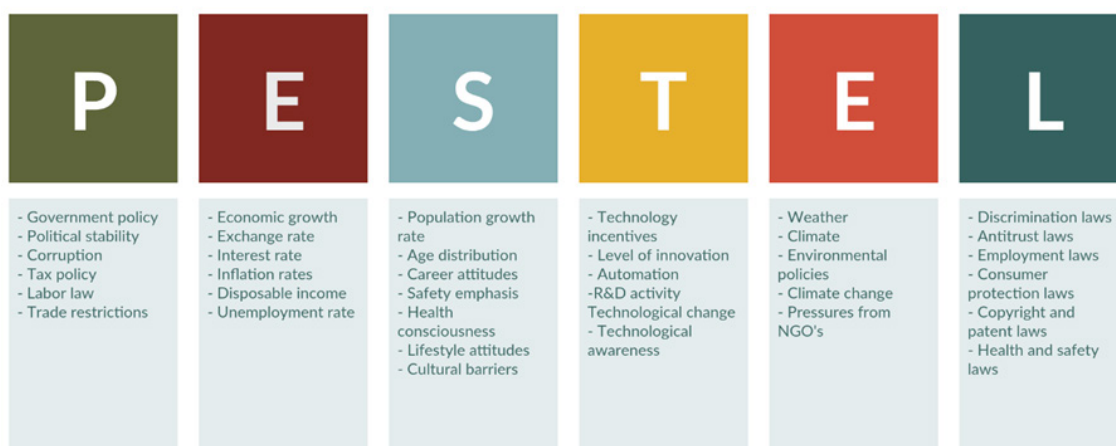 P
E
S
T
E
L
- Government policy
- Political stability
- Corruption
- Tax policy
- Labor law
- Trade restrictions
- Economic growth
- Exchange rate
- Interest rate
- Inflation rates
- Disposable income
- Unemployment rate
- Population growth
rate
- Age distribution
- Career attitudes
- Safety emphasis
- Health
consciousness
- Lifestyle attitudes
- Cultural barriers
- Technology
incentives
- Level of innovation
- Automation
-R&D activity
Technological change
- Technological
awareness
- Weather
- Climate
- Environmental
policies
- Climate change
- Pressures from
NGO's
- Discrimination laws
- Antitrust laws
- Employment laws
- Consumer
protection laws
- Copyright and
patent laws
- Health and safety
laws